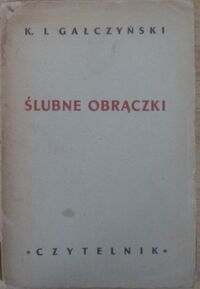 K. I. GAŁCZYŃSKI
ŚLUBNE OBRĄCZKI
„CZYTELNIK"